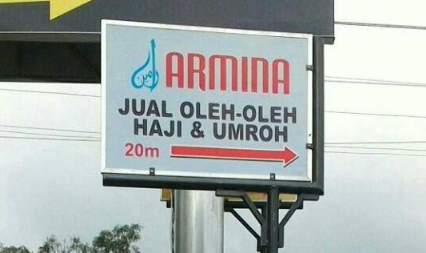 ARMINA
JUAL OLEH-OLEH
HAJI & UMROH
20m